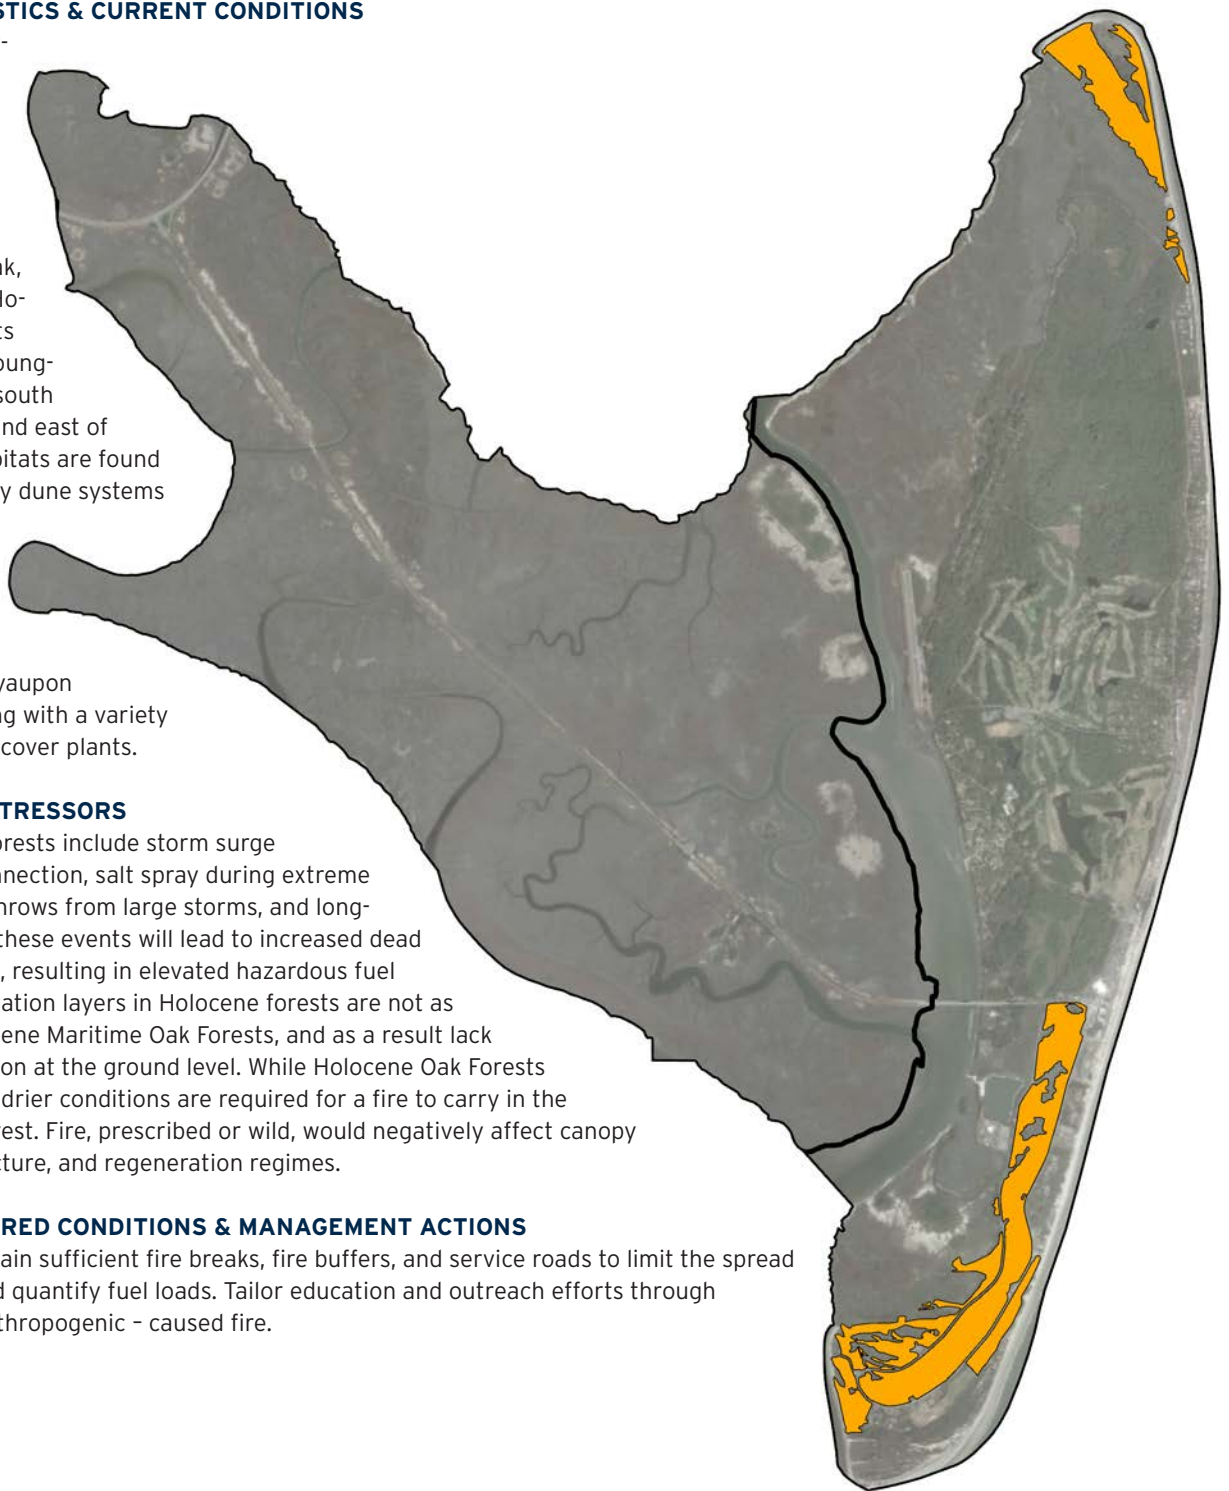 STICS & CURRENT CONDITIONS
-
ak,
lo-
ts
oung-
south
nd east of
bitats are found
y dune systems
yaupon
ng with a variety
cover plants.
TRESSORS
orests include storm surge
nnection, salt spray during extreme
hrows from large storms, and long-
these events will lead to increased dead
, resulting in elevated hazardous fuel
ation layers in Holocene forests are not as
ene Maritime Oak Forests, and as a result lack
on at the ground level. While Holocene Oak Forests
drier conditions are required for a fire to carry in the
est. Fire, prescribed or wild, would negatively affect canopy
cture, and regeneration regimes.
RED CONDITIONS & MANAGEMENT ACTIONS
ain sufficient fire breaks, fire buffers, and service roads to limit the spread
d quantify fuel loads. Tailor education and outreach efforts through
thropogenic – caused fire.